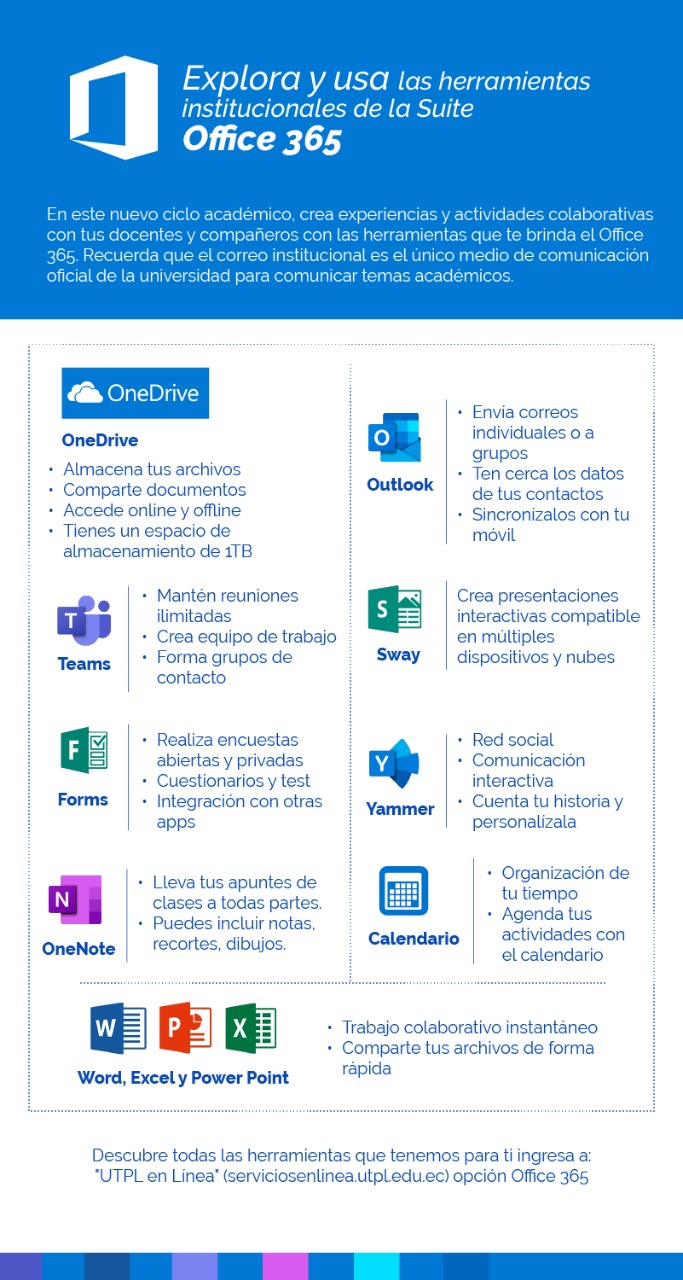 Explora y usa las herramientas
institucionales de la Suite
Office 365
En este nuevo ciclo académico, crea experiencias y actividades colaborativas
con tus docentes y compañeros con las herramientas que te brinda el Office
365. Recuerda que el correo institucional es el único medio de comunicación
oficial de la universidad para comunicar temas académicos.
OneDrive
OneDrive
• Almacena tus archivos
• Comparte documentos
• Accede online y offline
• Tienes un espacio de
almacenamiento de 1TB
O
Outlook
• Envía correos
individuales o a
grupos
• Ten cerca los datos
de tus contactos
• Sincronízalos con tu
móvil
T
Teams
• Mantén reuniones
ilimitadas
• Crea equipo de trabajo
• Forma grupos de
contacto
S
Sway
Crea presentaciones
interactivas compatible
en múltiples
dispositivos y nubes
F
Forms
• Realiza encuestas
abiertas y privadas
• Cuestionarios y test
• Integración con otras
apps
Y
Yammer
• Red social
• Comunicación
interactiva
• Cuenta tu historia y
personalízala
N
OneNote
• Lleva tus apuntes de
clases a todas partes.
• Puedes incluir notas,
recortes, dibujos.
Calendario
• Organización de
tu tiempo
• Agenda tus
actividades con
el calendario
W P X
Word, Excel y Power Point
• Trabajo colaborativo instantáneo
• Comparte tus archivos de forma
rápida
Descubre todas las herramientas que tenemos para ti ingresa a:
"UTPL en Línea" (serviciosenlinea.utpl.edu.ec) opción Office 365